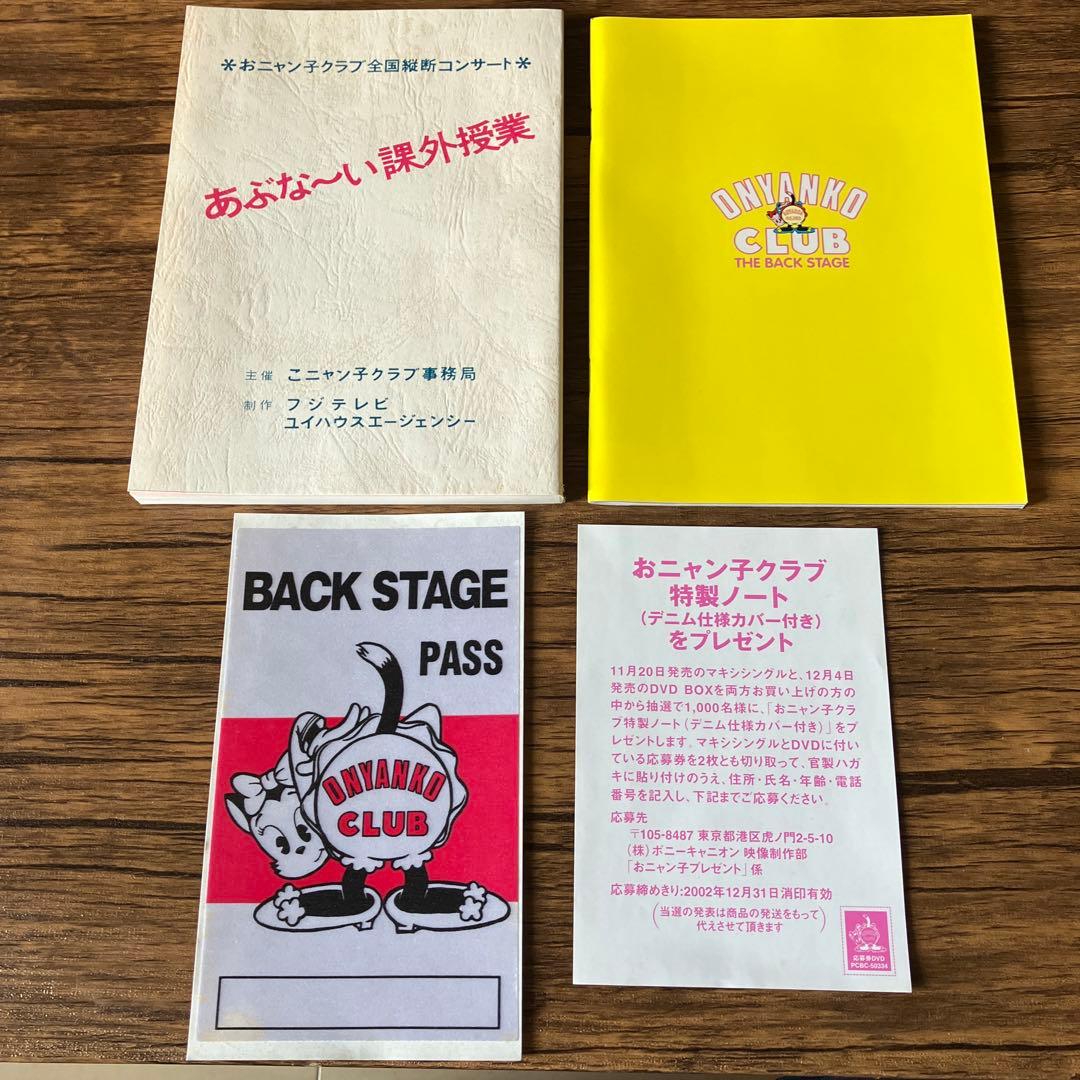 *おニャン子クラブ全国縦断コンサート*
あぶな〜い課外授業
主催 こニャン子クラブ事務局
制作 フジテレビ
ユイハウスエージェンシー
ONYANKO
CLUB
THE BACK STAGE
BACK STAGE
PASS
ONYANKO
CLUB
おニャン子クラブ
特製ノート
(デニム仕様カバー付き)
をプレゼント
11月20日発売のマキシシングルと、12月4日
発売のDVD BOXを両方お買い上げの方の
中から抽選で1,000名様に、「おニャン子クラ
ブ特製ノート(デニム仕様カバー付き)」をプ
レゼントします。マキシシングルとDVDに付い
ている応募券を2枚とも切り取って、官製ハガ
キに貼り付けのうえ、住所・氏名・年齢・電話
番号を記入し、下記までご応募ください。
応募先
〒105-8487 東京都港区虎ノ門2-5-10
(株)ポニーキャニオン 映像制作部
「おニャン子プレゼント」係
応募締めきり:2002年12月31日消印有効
(当選の発表は商品の発送をもって
代えさせて頂きます)
応募券DVD
PCBC-50334